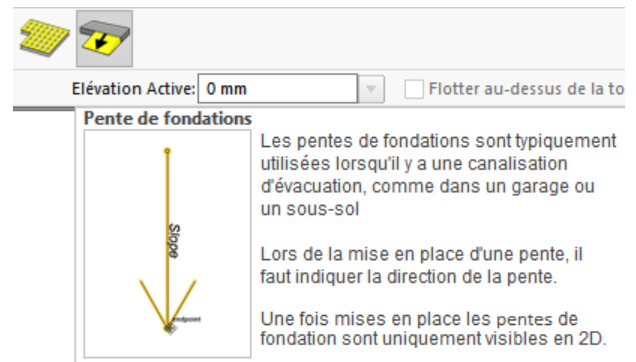 Elévation Active: 0 mm Flotter au-dessus de la to
Pente de fondations
Les pentes de fondations sont typiquement
utilisées lorsqu'il y a une canalisation
d'évacuation, comme dans un garage ou
un sous-sol
Slope
endpoint
Lors de la mise en place d'une pente, il
faut indiquer la direction de la pente.
Une fois mises en place les pentes de
fondation sont uniquement visibles en 2D.